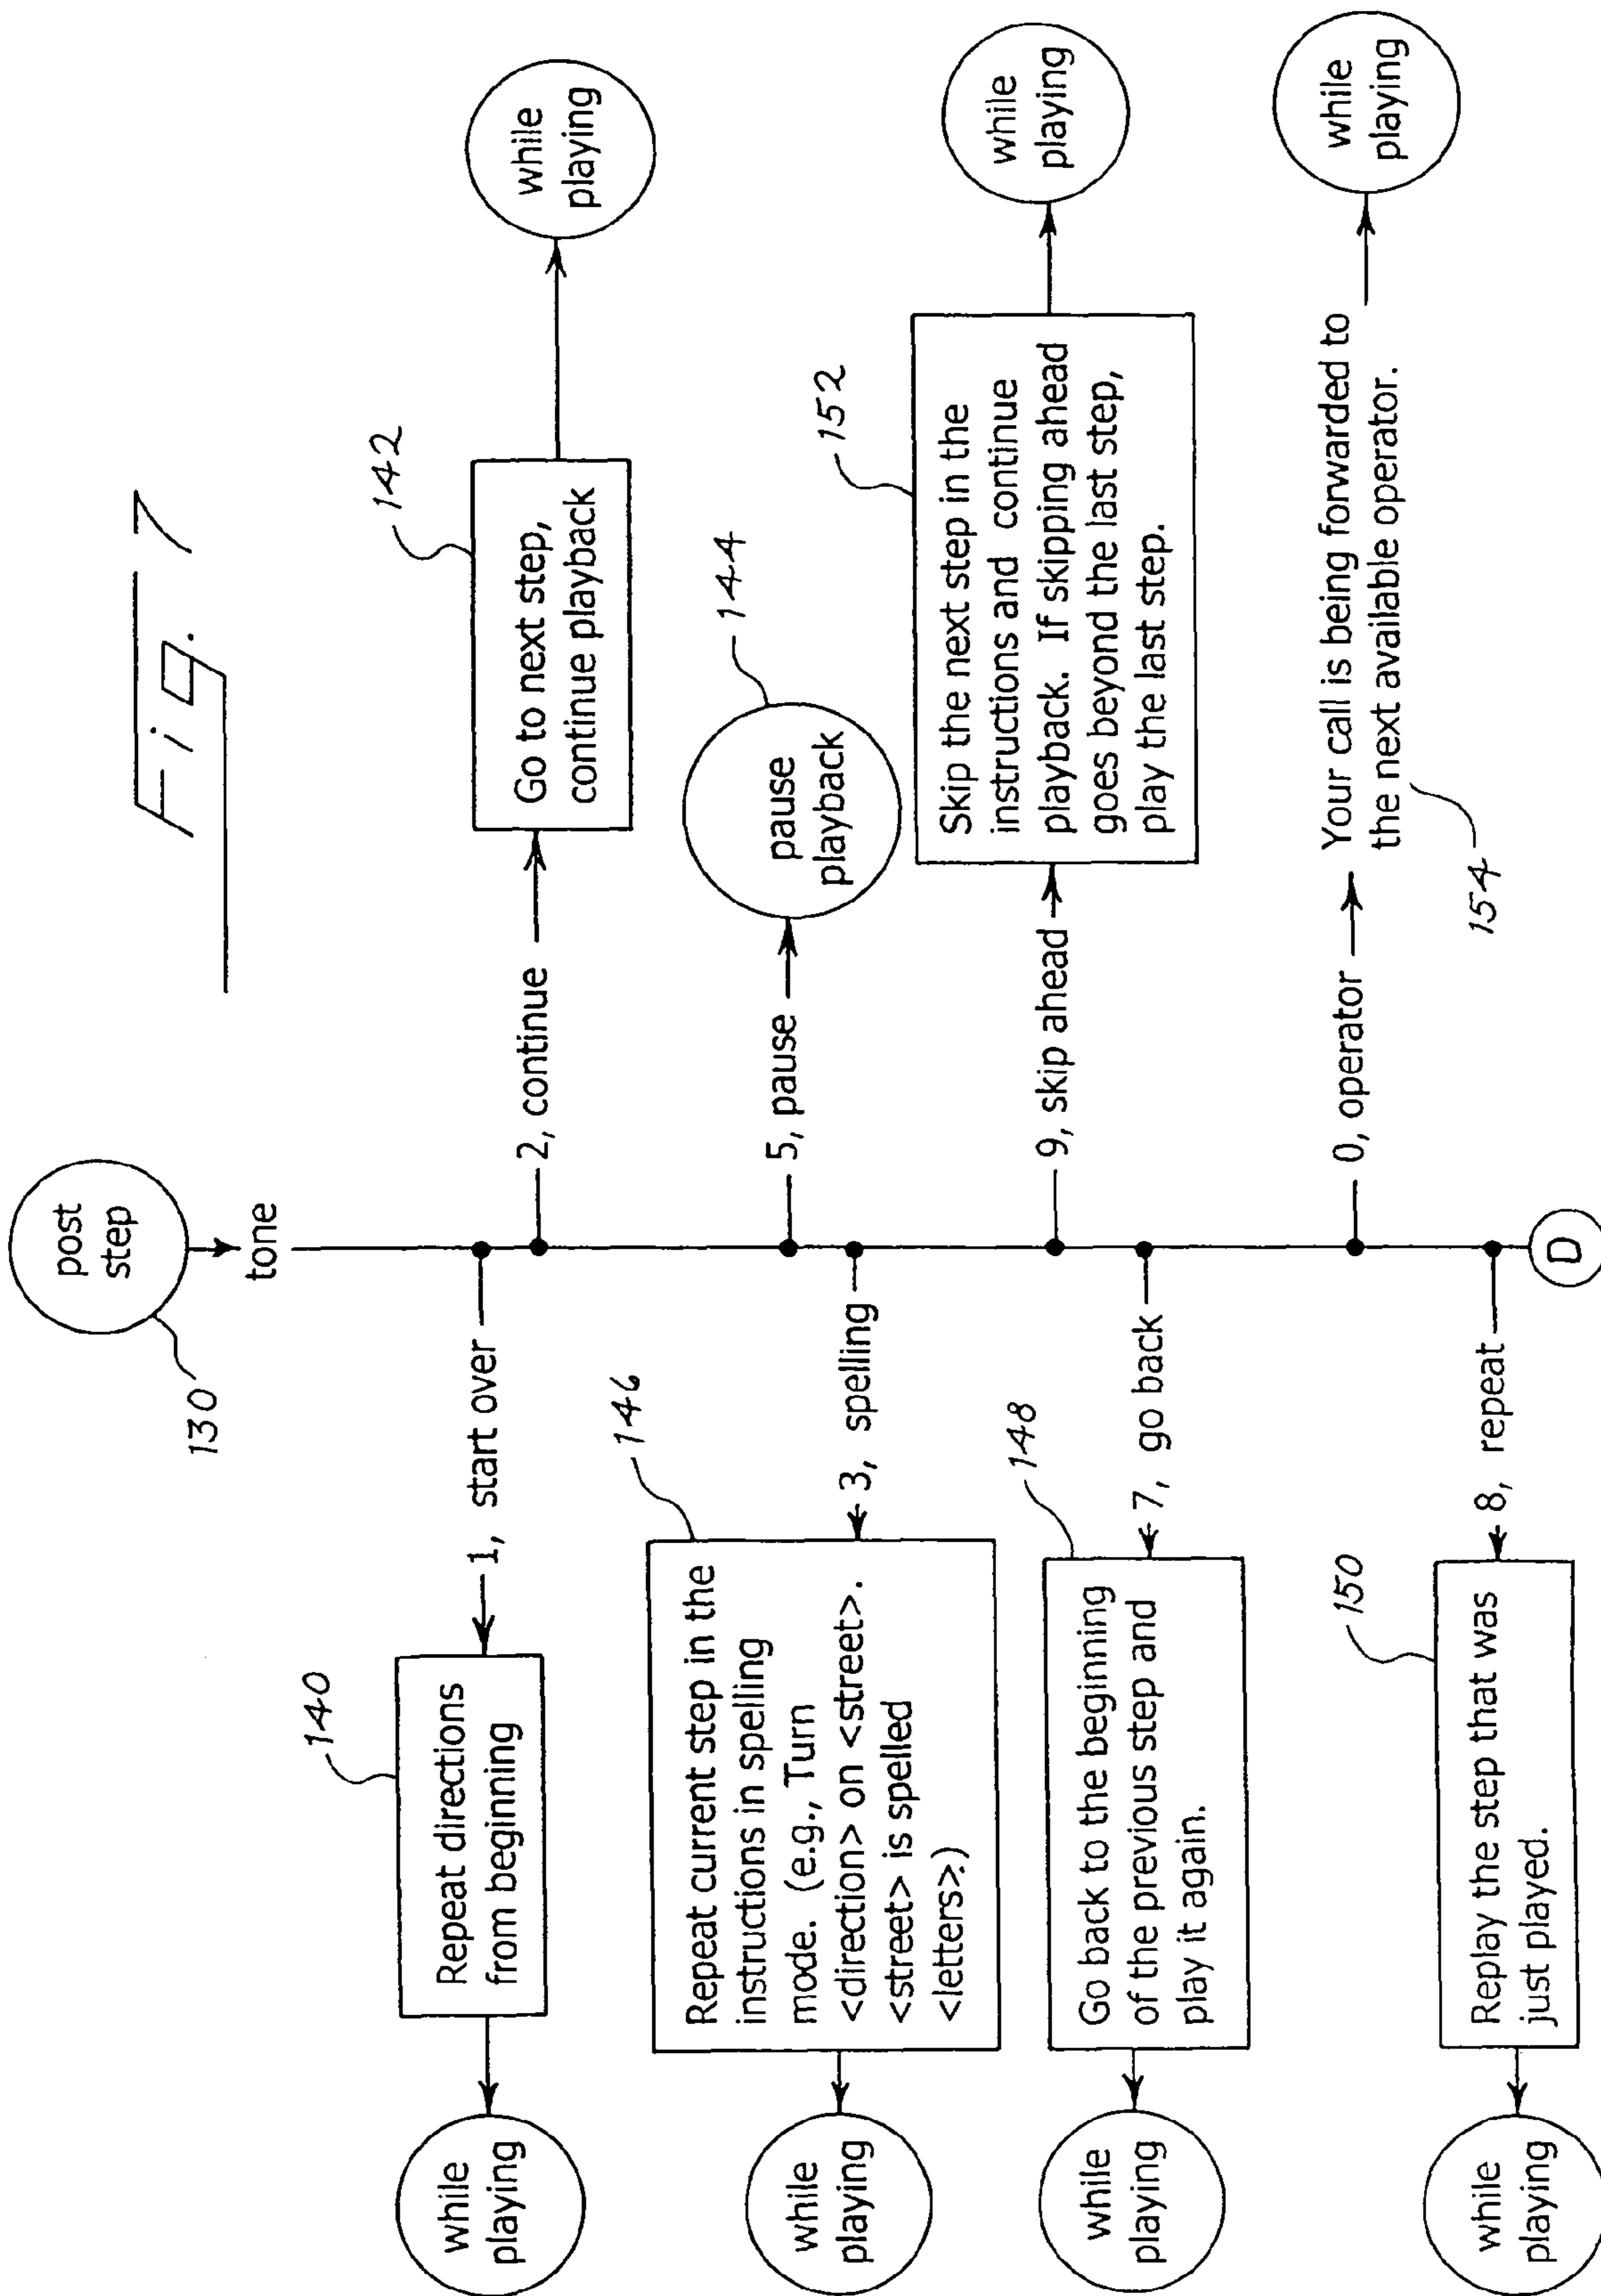 Fig. 7
post
step
130
tone
1, start over
140
Repeat directions
from beginning
while
playing
2, continue
142
Go to next step,
continue playback
while
playing
5, pause
144
pause
playback
3, spelling
146
Repeat current step in the
instructions in spelling
mode. (e.g., Turn
<direction> on <street>.
<street> is spelled
<letters>.)
while
playing
9, skip ahead
152
Skip the next step in the
instructions and continue
playback. If skipping ahead
goes beyond the last step,
play the last step.
while
playing
7, go back
148
Go back to the beginning
of the previous step and
play it again.
while
playing
0, operator
Your call is being forwarded to
the next available operator.
154
while
playing
8, repeat
150
Replay the step that was
just played.
while
playing
D